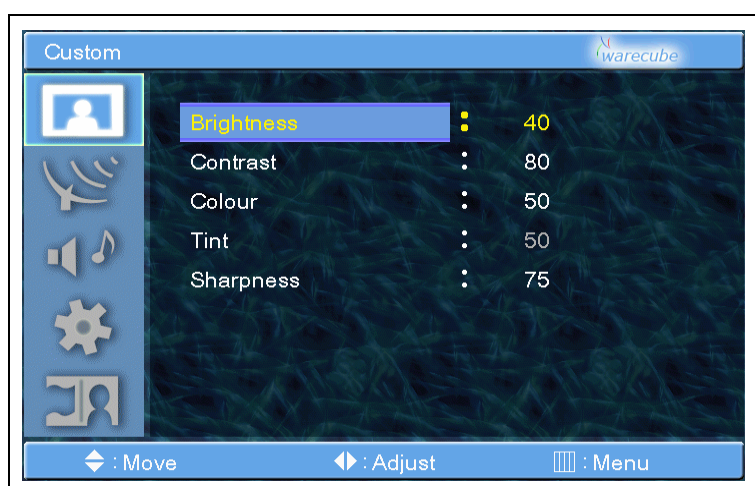 Custom warecube
Brightness : 40
Contrast : 80
Colour : 50
Tint : 50
Sharpness : 75
: Move : Adjust : Menu